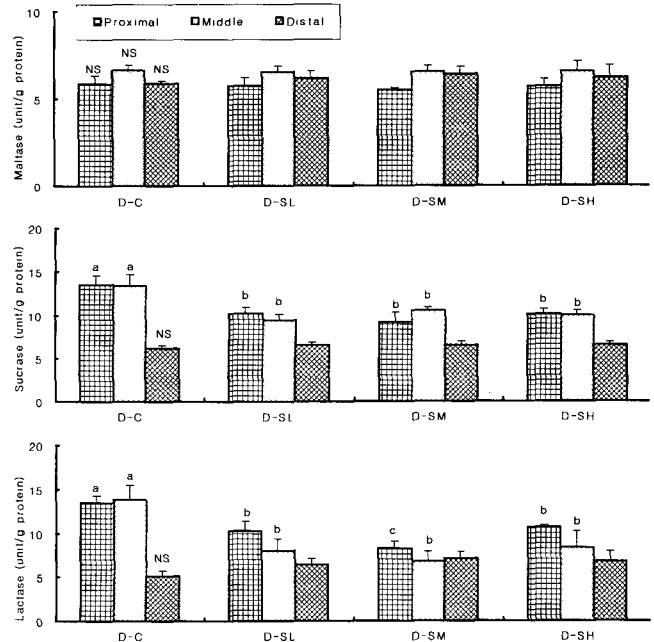 Proximal Middle Distal
Maltase (unit/g protein)
10
5
0
NS NS NS
D-C D-SL D-SM D-SH
Sucrase (unit/g protein)
20
15
10
5
0
a a NS b b b b b b
D-C D-SL D-SM D-SH
Lactase (unit/g protein)
20
15
10
5
0
a a NS b b c b b b
D-C D-SL D-SM D-SH